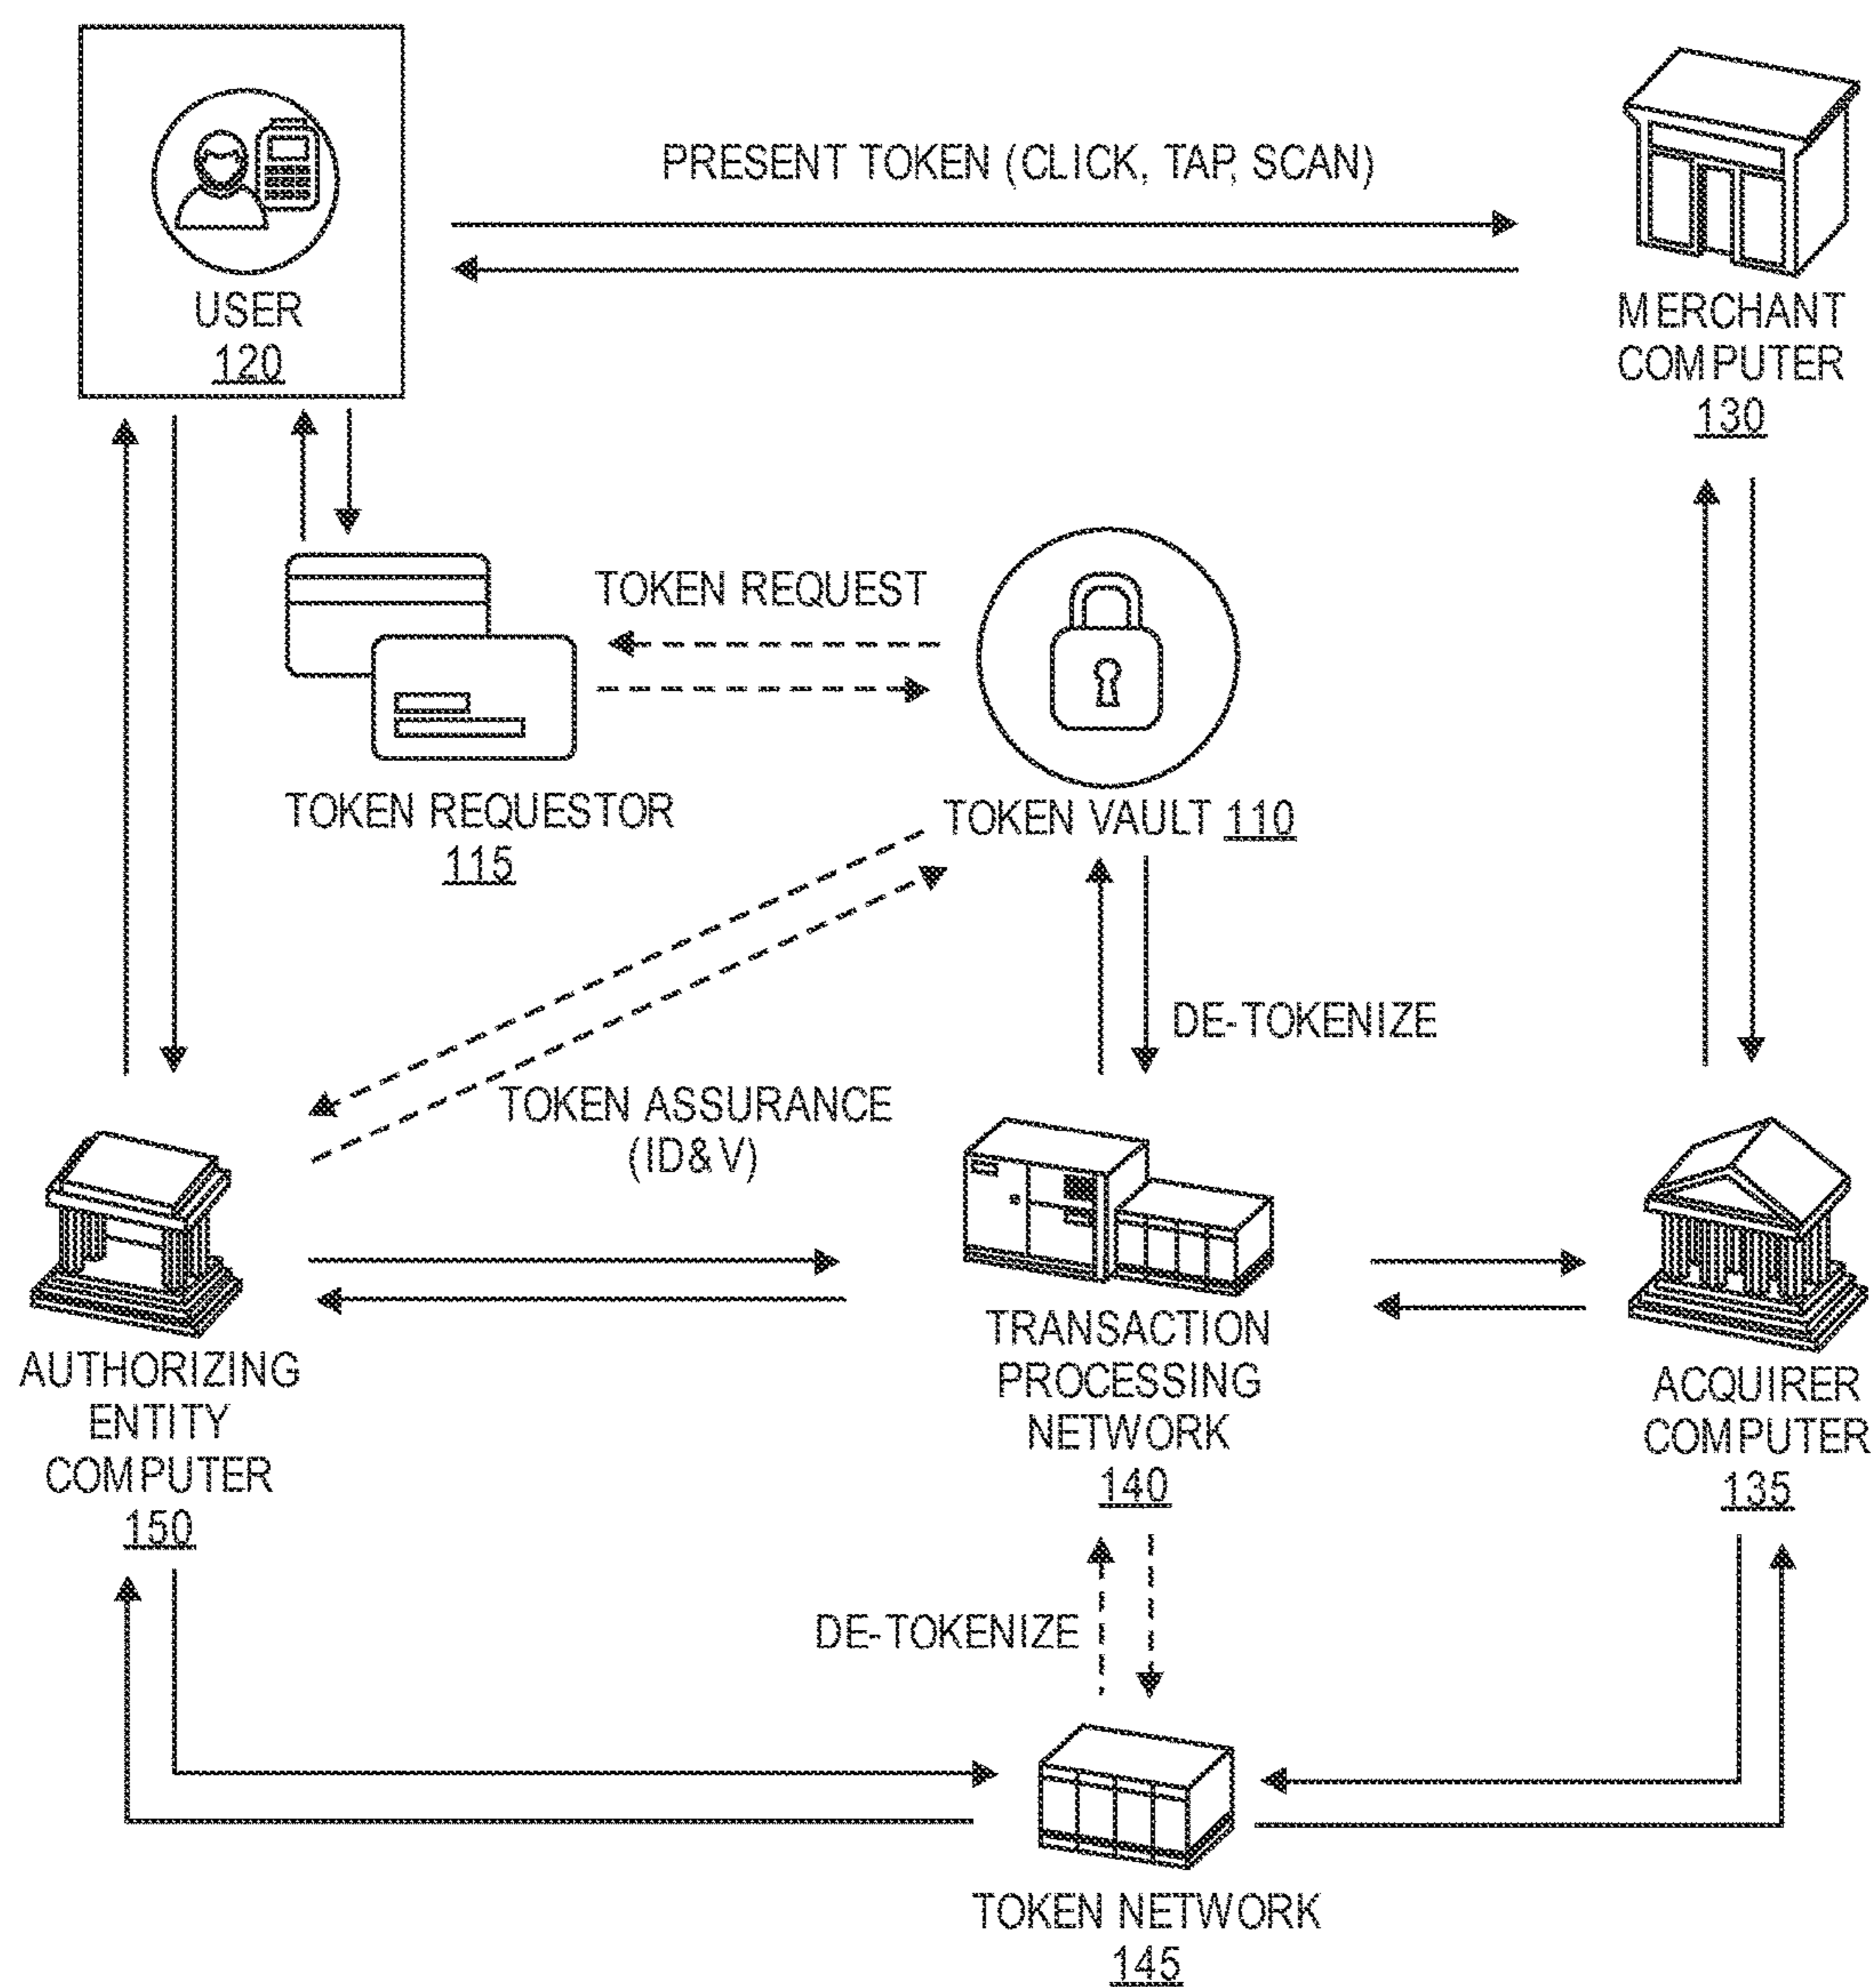 PRESENT TOKEN (CLICK, TAP, SCAN)
USER
120
MERCHANT
COMPUTER
130
TOKEN REQUEST
TOKEN REQUESTOR
115
TOKEN VAULT 110
DE-TOKENIZE
TOKEN ASSURANCE
(ID&V)
AUTHORIZING
ENTITY
COMPUTER
150
TRANSACTION
PROCESSING
NETWORK
140
ACQUIRER
COMPUTER
135
DE-TOKENIZE
TOKEN NETWORK
145